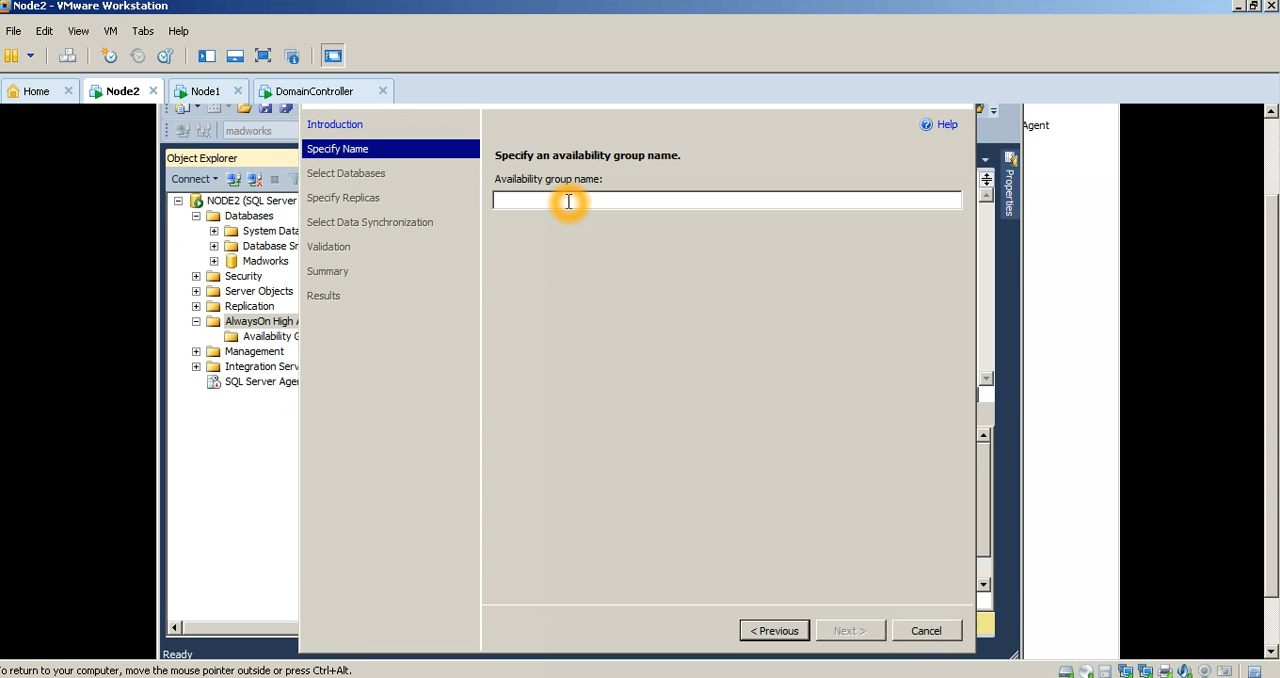 Node2 - VMware Workstation
File Edit View VM Tabs Help
Home Node2 Node1 DomainController
madworks
Introduction
Help
Agent
Specify Name
Specify an availability group name.
Object Explorer
Connect
Select Databases
Availability group name:
Properties
Specify Replicas
NODE2 (SQL Server
Databases
Select Data Synchronization
System Data
Validation
Database Sn
Madworks
Summary
Security
Server Objects
Results
Replication
AlwaysOn High A
Availability G
Management
Integration Serv
SQL Server Age
< Previous Next > Cancel
Ready
To return to your computer, move the mouse pointer outside or press Ctrl+Alt.